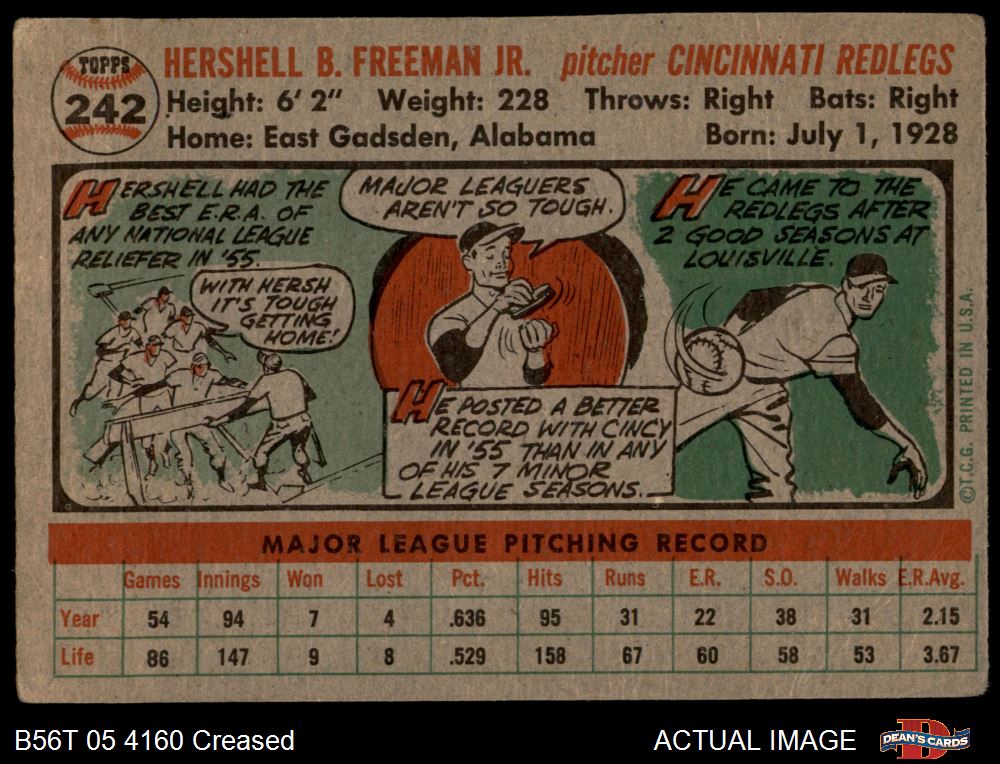 TOPPS
242
HERSHELL B. FREEMAN JR. pitcher CINCINNATI REDLEGS
Height: 6' 2" Weight: 228 Throws: Right Bats: Right
Home: East Gadsden, Alabama Born: July 1, 1928
HERSHELL HAD THE
BEST E.R.A. OF
ANY NATIONAL LEAGUE
RELIEFER IN '55.
WITH HERSH
IT'S TOUGH
GETTING
HOME!
MAJOR LEAGUERS
AREN'T SO TOUGH.
HE POSTED A BETTER
RECORD WITH CINCY
IN '55 THAN IN ANY
OF HIS 7 MINOR
LEAGUE SEASONS.
HE CAME TO THE
REDLEGS AFTER
2 GOOD SEASONS AT
LOUISVILLE.
©T.C.G. PRINTED IN U.S.A.
MAJOR LEAGUE PITCHING RECORD
Games Innings Won Lost Pct. Hits Runs E.R. S.O. Walks E.R.Avg.
Year 54 94 7 4 .636 95 31 22 38 31 2.15
Life 86 147 9 8 .529 158 67 60 58 53 3.67
B56T 05 4160 Creased
ACTUAL IMAGE
DEAN'S CARDS